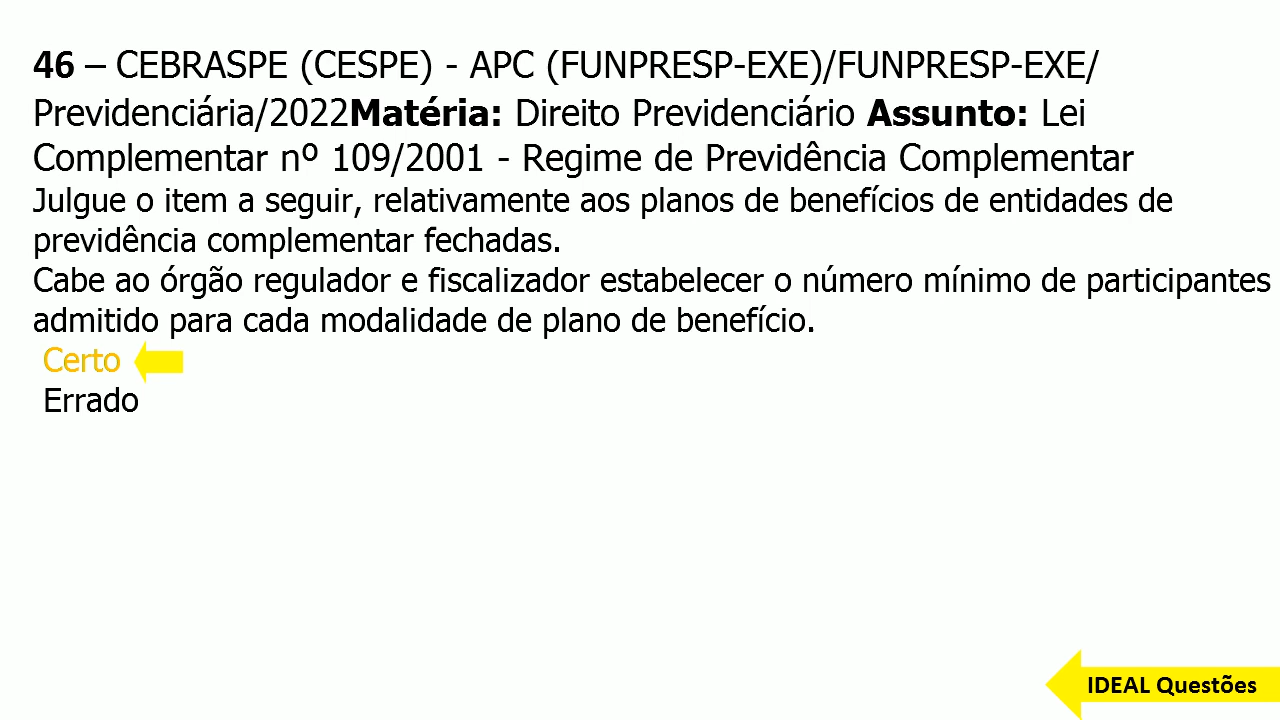 46 – CEBRASPE (CESPE) - APC (FUNPRESP-EXE)/FUNPRESP-EXE/
Previdenciária/2022Matéria: Direito Previdenciário Assunto: Lei
Complementar nº 109/2001 - Regime de Previdência Complementar
Julgue o item a seguir, relativamente aos planos de benefícios de entidades de
previdência complementar fechadas.
Cabe ao órgão regulador e fiscalizador estabelecer o número mínimo de participantes
admitido para cada modalidade de plano de benefício.
Certo
Errado
IDEAL Questões